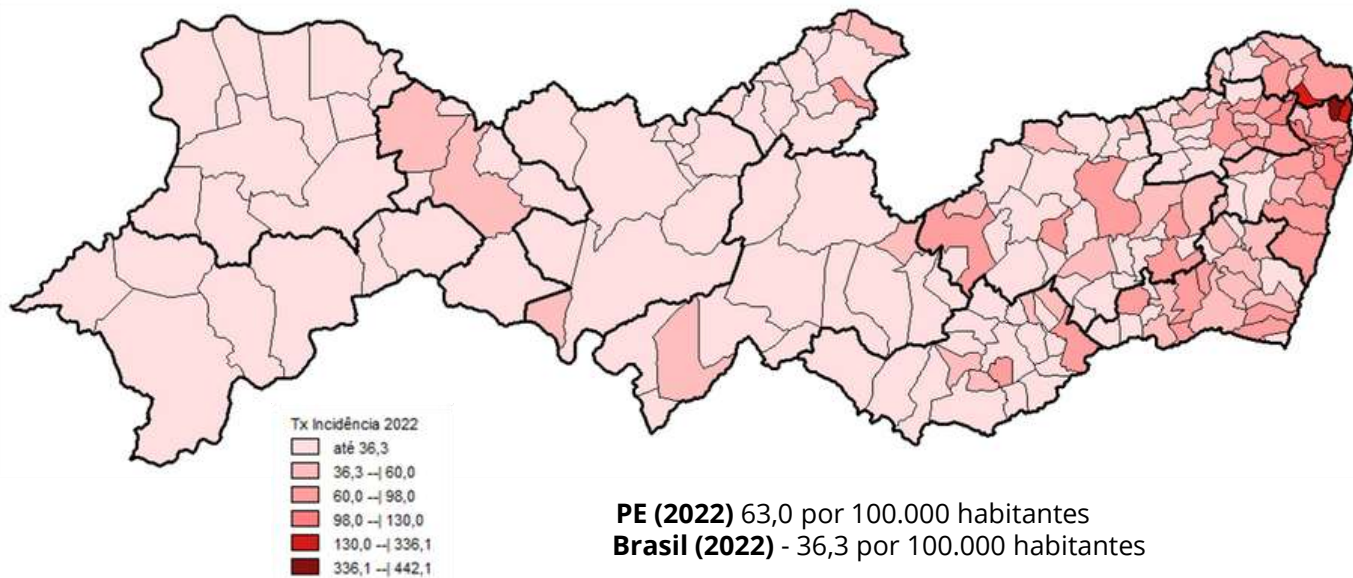 Tx Incidência 2022
até 36,3
36,3 --| 60,0
60,0 --| 98,0
98,0 --| 130,0
130,0 --| 336,1
336,1 --| 442,1
PE (2022) 63,0 por 100.000 habitantes
Brasil (2022) - 36,3 por 100.000 habitantes